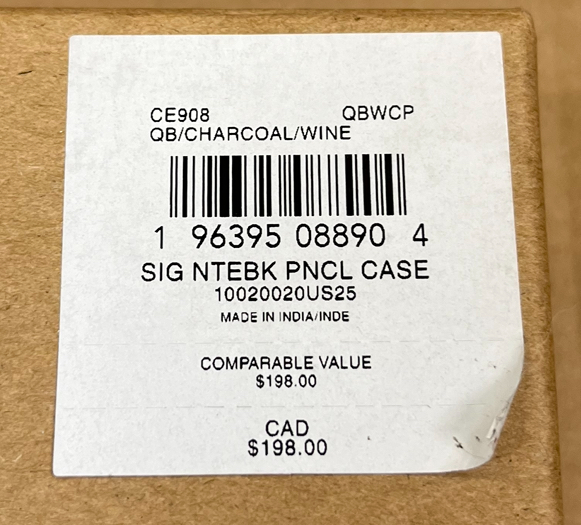 CE908 QBWCP
QB/CHARCOAL/WINE
1 96395 08890 4
SIG NTEBK PNCL CASE
10020020US25
MADE IN INDIA/INDE
COMPARABLE VALUE
$198.00
CAD
$198.00